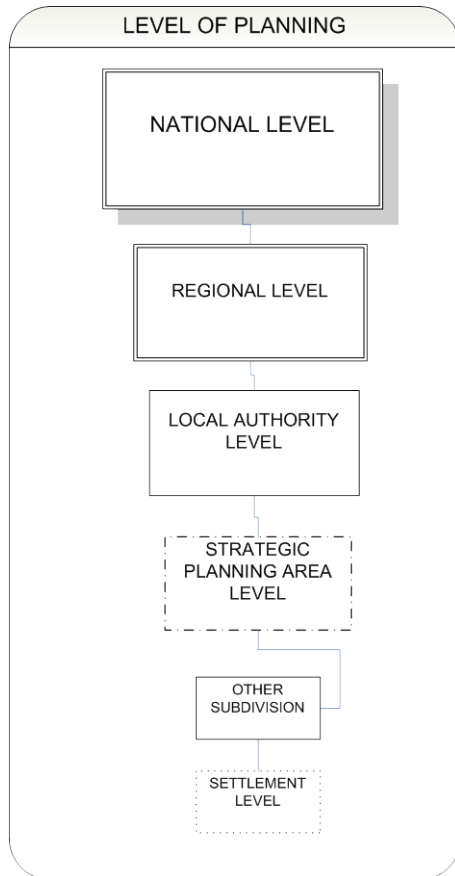 LEVEL OF PLANNING
NATIONAL LEVEL
REGIONAL LEVEL
LOCAL AUTHORITY
LEVEL
STRATEGIC
PLANNING AREA
LEVEL
OTHER
SUBDIVISION
SETTLEMENT
LEVEL